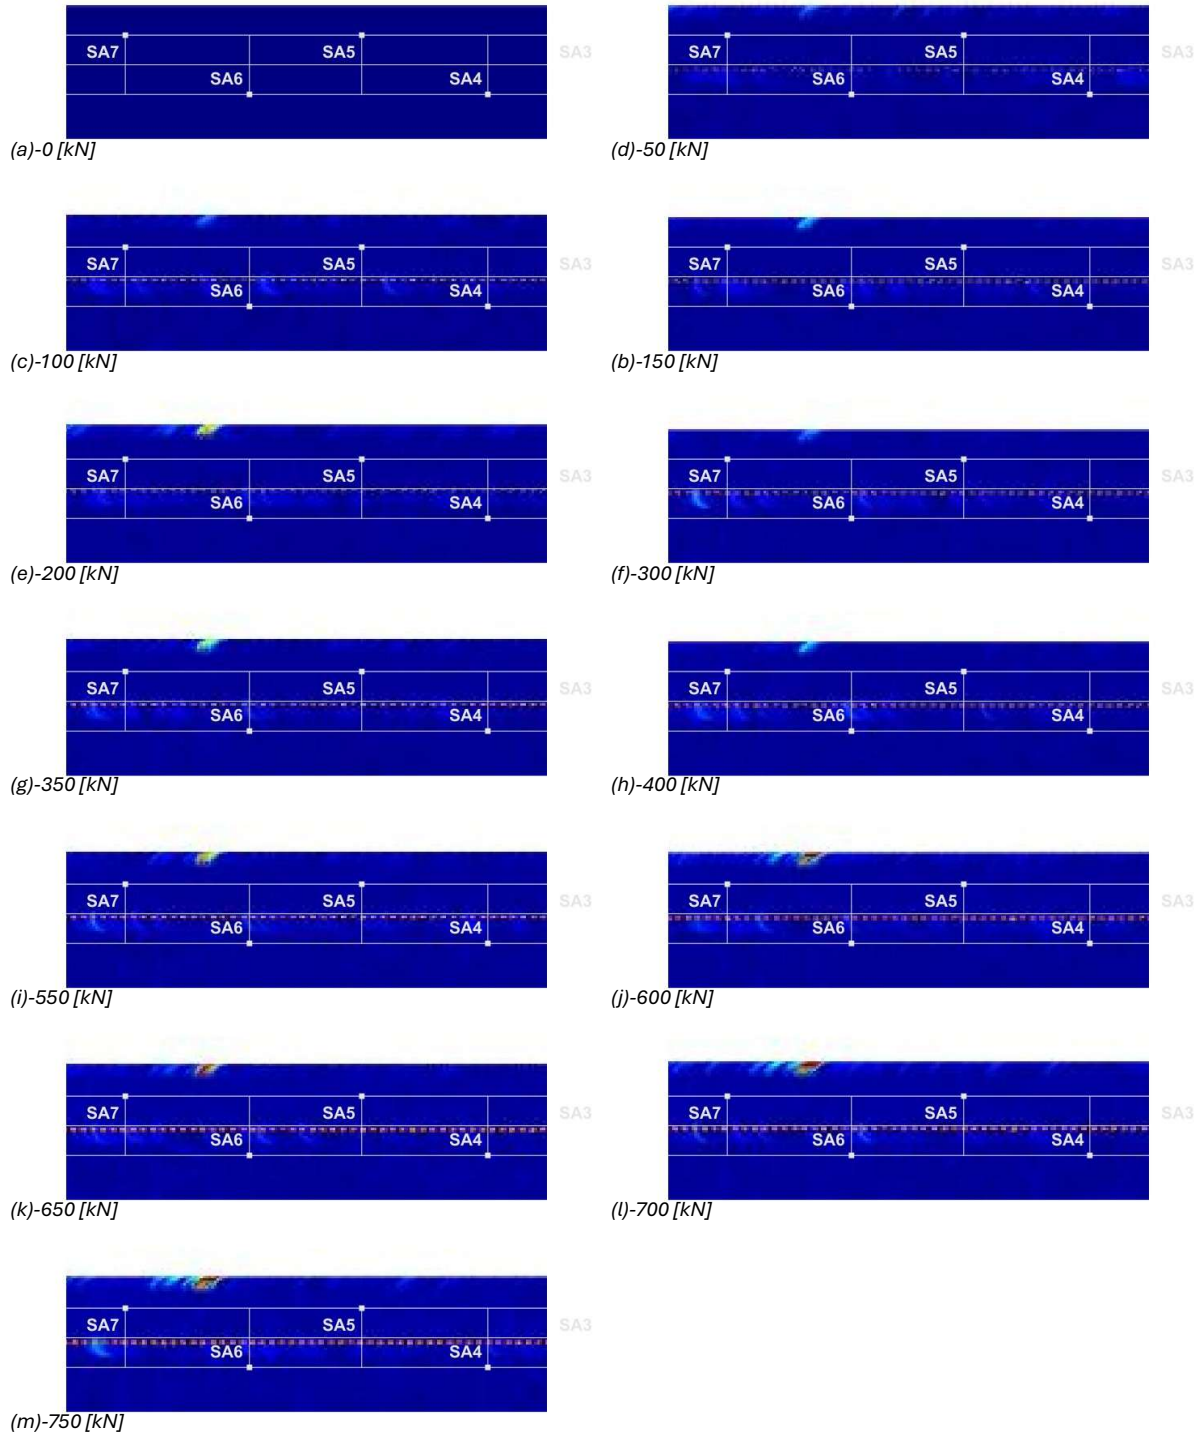 SA7 SA5 SA3
SA6 SA4
(a)-0 [kN]
SA7 SA5 SA3
SA6 SA4
(d)-50 [kN]
SA7 SA5 SA3
SA6 SA4
(c)-100 [kN]
SA7 SA5 SA3
SA6 SA4
(b)-150 [kN]
SA7 SA5 SA3
SA6 SA4
(e)-200 [kN]
SA7 SA5 SA3
SA6 SA4
(f)-300 [kN]
SA7 SA5 SA3
SA6 SA4
(g)-350 [kN]
SA7 SA5 SA3
SA6 SA4
(h)-400 [kN]
SA7 SA5 SA3
SA6 SA4
(i)-550 [kN]
SA7 SA5 SA3
SA6 SA4
(j)-600 [kN]
SA7 SA5 SA3
SA6 SA4
(k)-650 [kN]
SA7 SA5 SA3
SA6 SA4
(l)-700 [kN]
SA7 SA5 SA3
SA6 SA4
(m)-750 [kN]